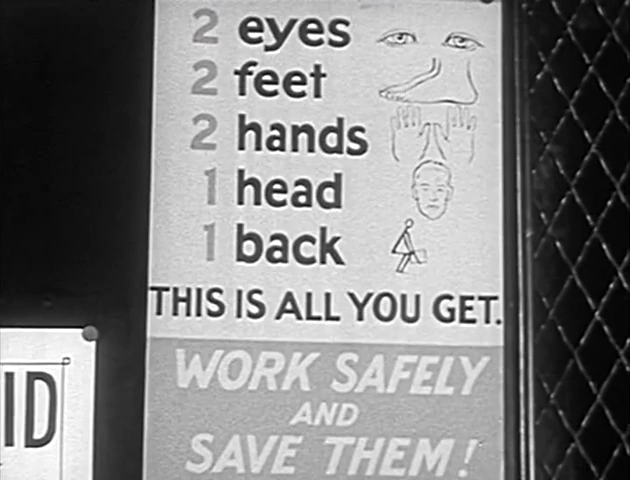 2 eyes
2 feet
2 hands
1 head
1 back
THIS IS ALL YOU GET.
WORK SAFELY
AND
SAVE THEM!
ID